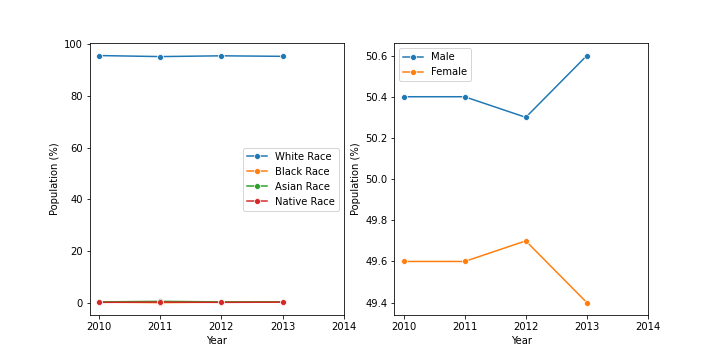 100
80
60
40
20
0
Population (%)
White Race
Black Race
Asian Race
Native Race
2010 2011 2012 2013 2014
Year
50.6
50.4
50.2
50.0
49.8
49.6
49.4
Population (%)
Male
Female
2010 2011 2012 2013 2014
Year